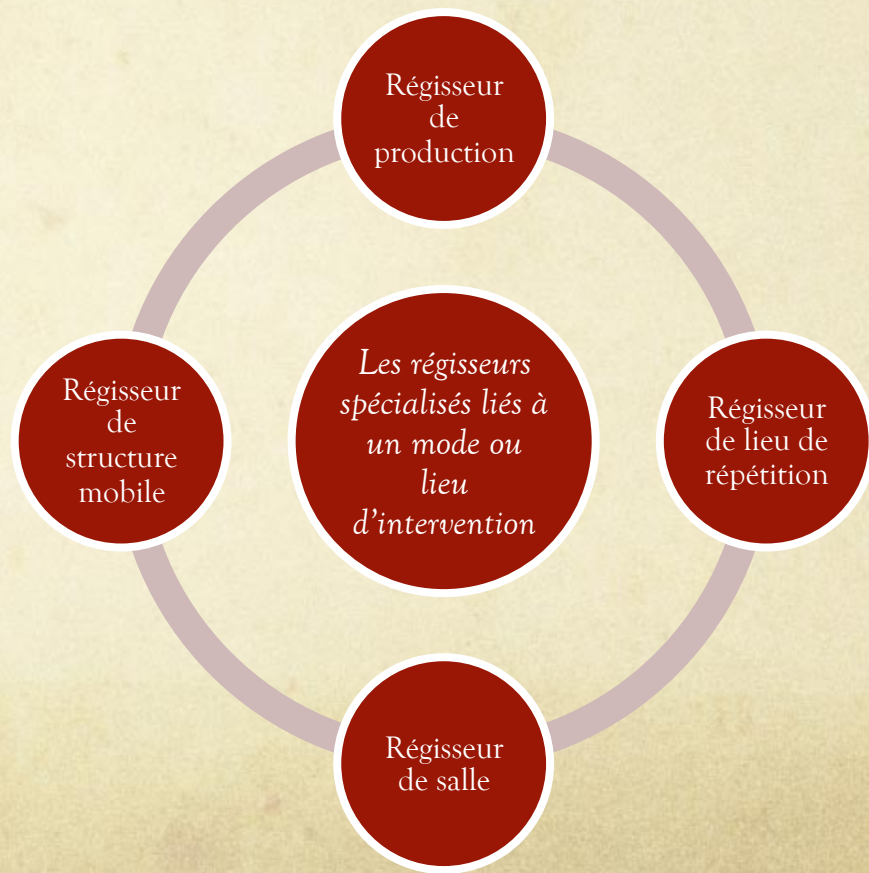 Régisseur
de
production
Les régisseurs
spécialisés liés à
un mode ou
lieu
d’intervention
Régisseur
de lieu de
répétition
Régisseur
de salle
Régisseur
de
structure
mobile